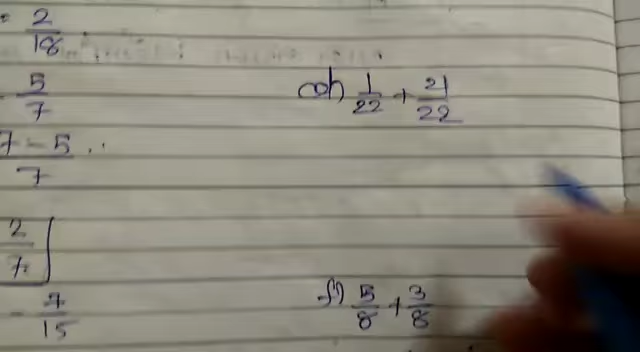 = 2/18
- 5/7
7 - 5 / 7
2/7
- 7/15
1/22 + 21/22
f) 5/8 + 3/8